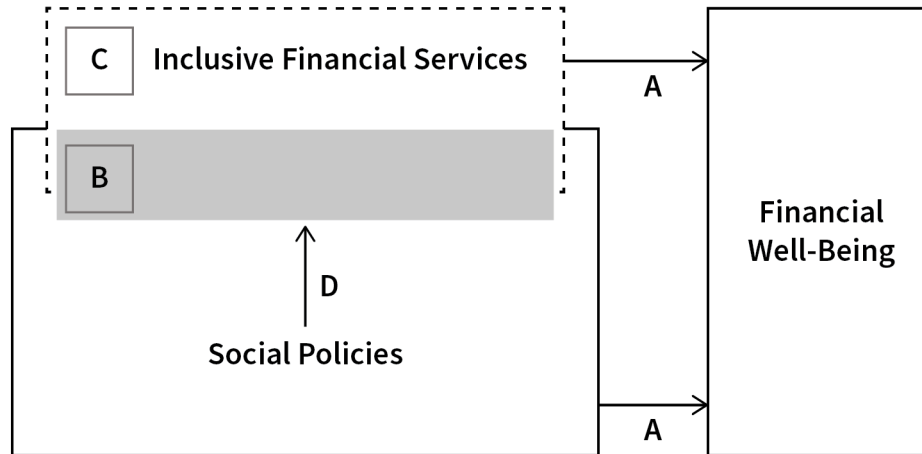 C Inclusive Financial Services
A
B
D
Social Policies
A
Financial
Well-Being